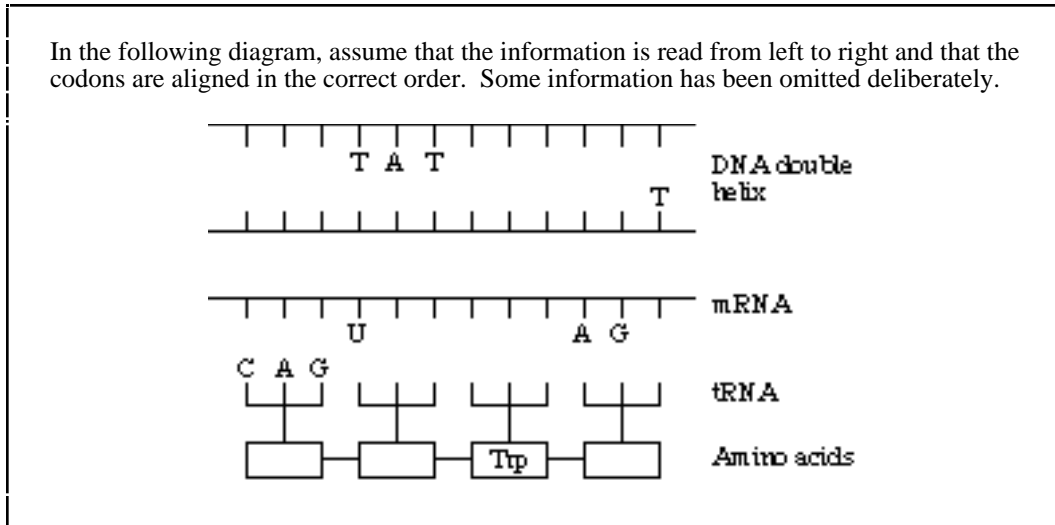 In the following diagram, assume that the information is read from left to right and that the
codons are aligned in the correct order. Some information has been omitted deliberately.
T A T
DNA double
helix
T
mRNA
U A G
C A G
tRNA
Trp
Amino acids